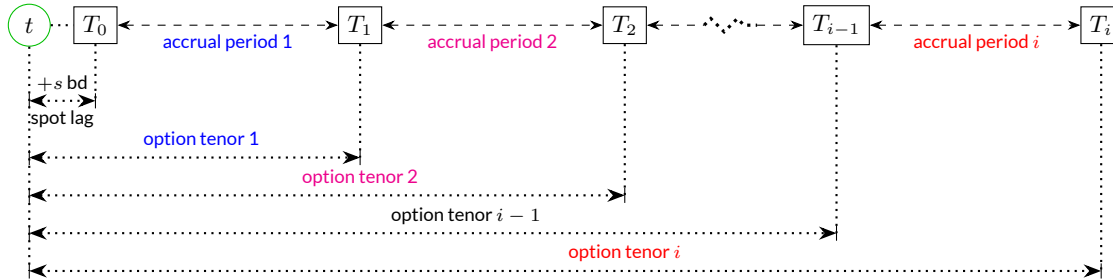 t T₀ T₁ T₂ Tᵢ₋₁ Tᵢ
accrual period 1 accrual period 2 accrual period i
+s bd
spot lag
option tenor 1
option tenor 2
option tenor i − 1
option tenor i